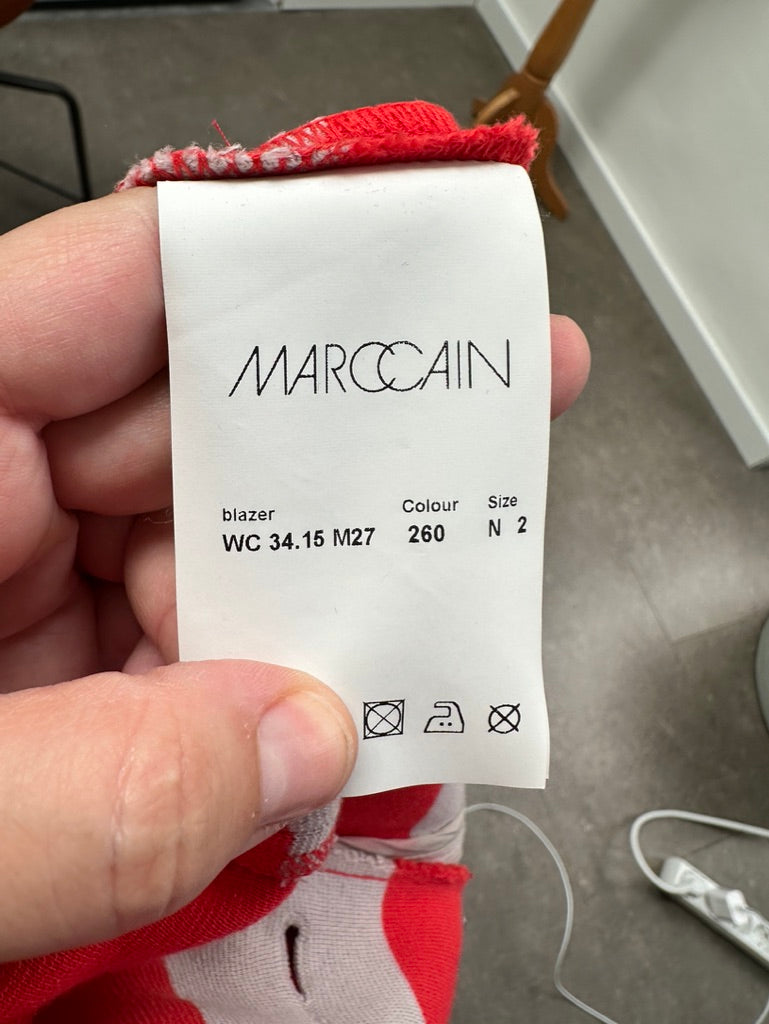 MARCCAIN
blazer Colour Size
WC 34.15 M27 260 N 2